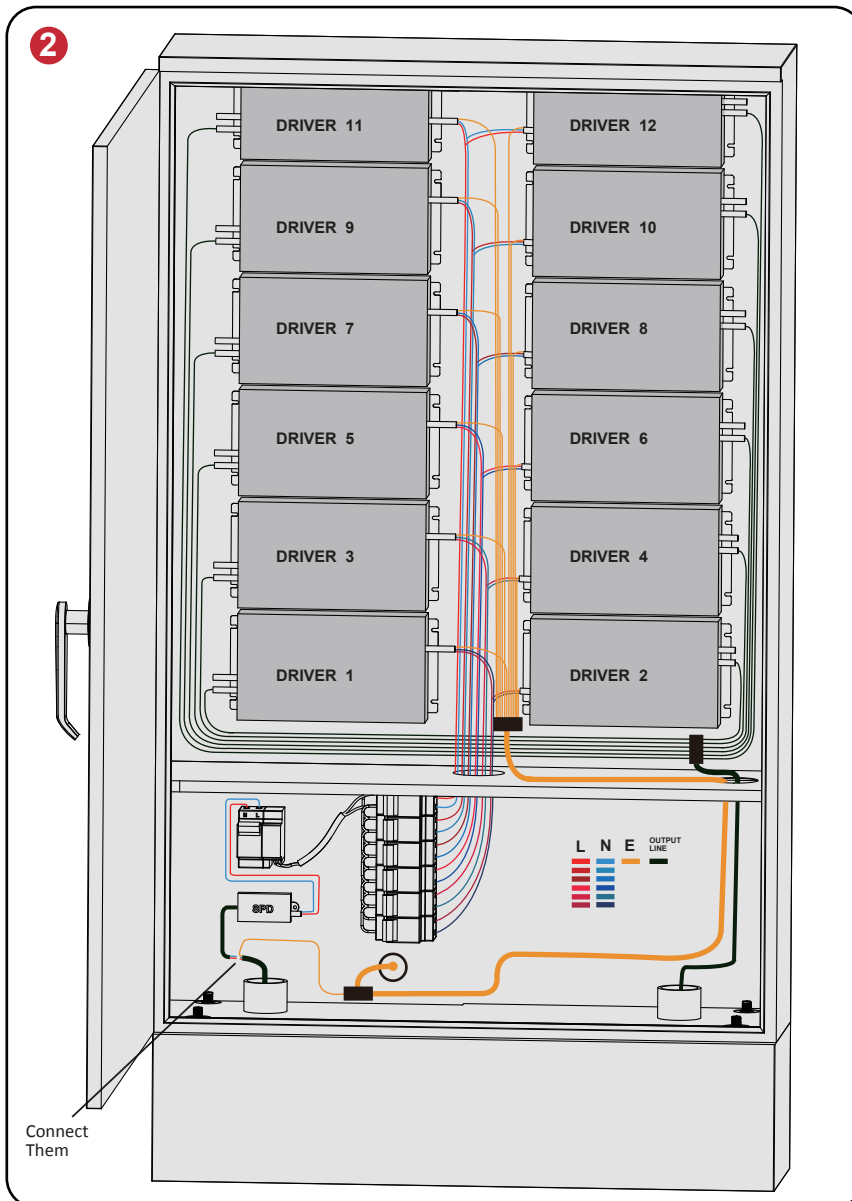 2
DRIVER 11
DRIVER 12
DRIVER 9
DRIVER 10
DRIVER 7
DRIVER 8
DRIVER 5
DRIVER 6
DRIVER 3
DRIVER 4
DRIVER 1
DRIVER 2
N L
L N E OUTPUT
LINE
SPD
Connect
Them